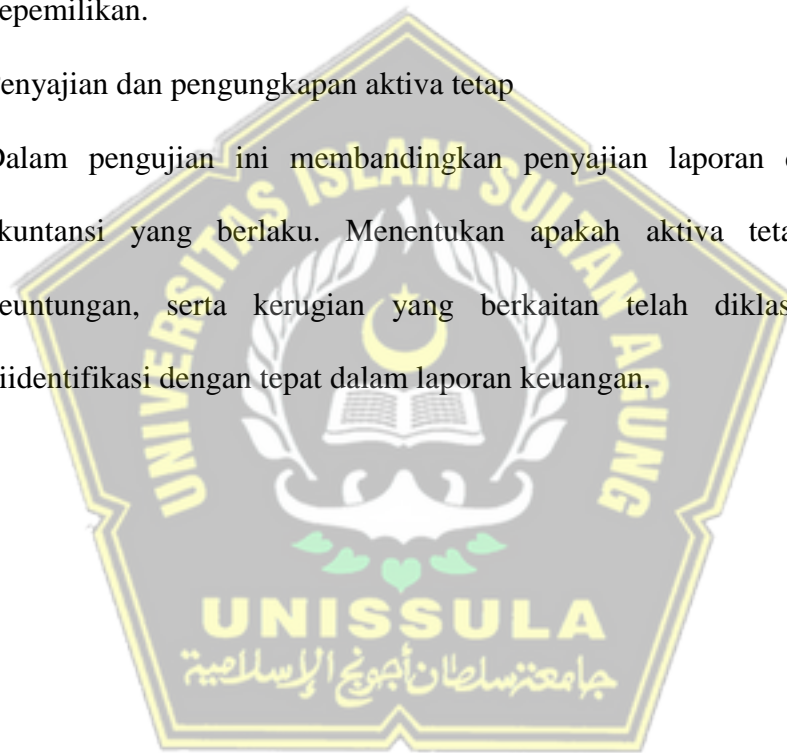 epemilikan.
enyajian dan pengungkapan aktiva tetap
Dalam pengujian ini membandingkan penyajian laporan
kuntansi yang berlaku. Menentukan apakah aktiva teta
euntungan, serta kerugian yang berkaitan telah diklas
iidentifikasi dengan tepat dalam laporan keuangan.
UNIVERSITAS ISLAM SULTAN AGUNG
UNISSULA
جامعة سلطان أجونج الإسلامية